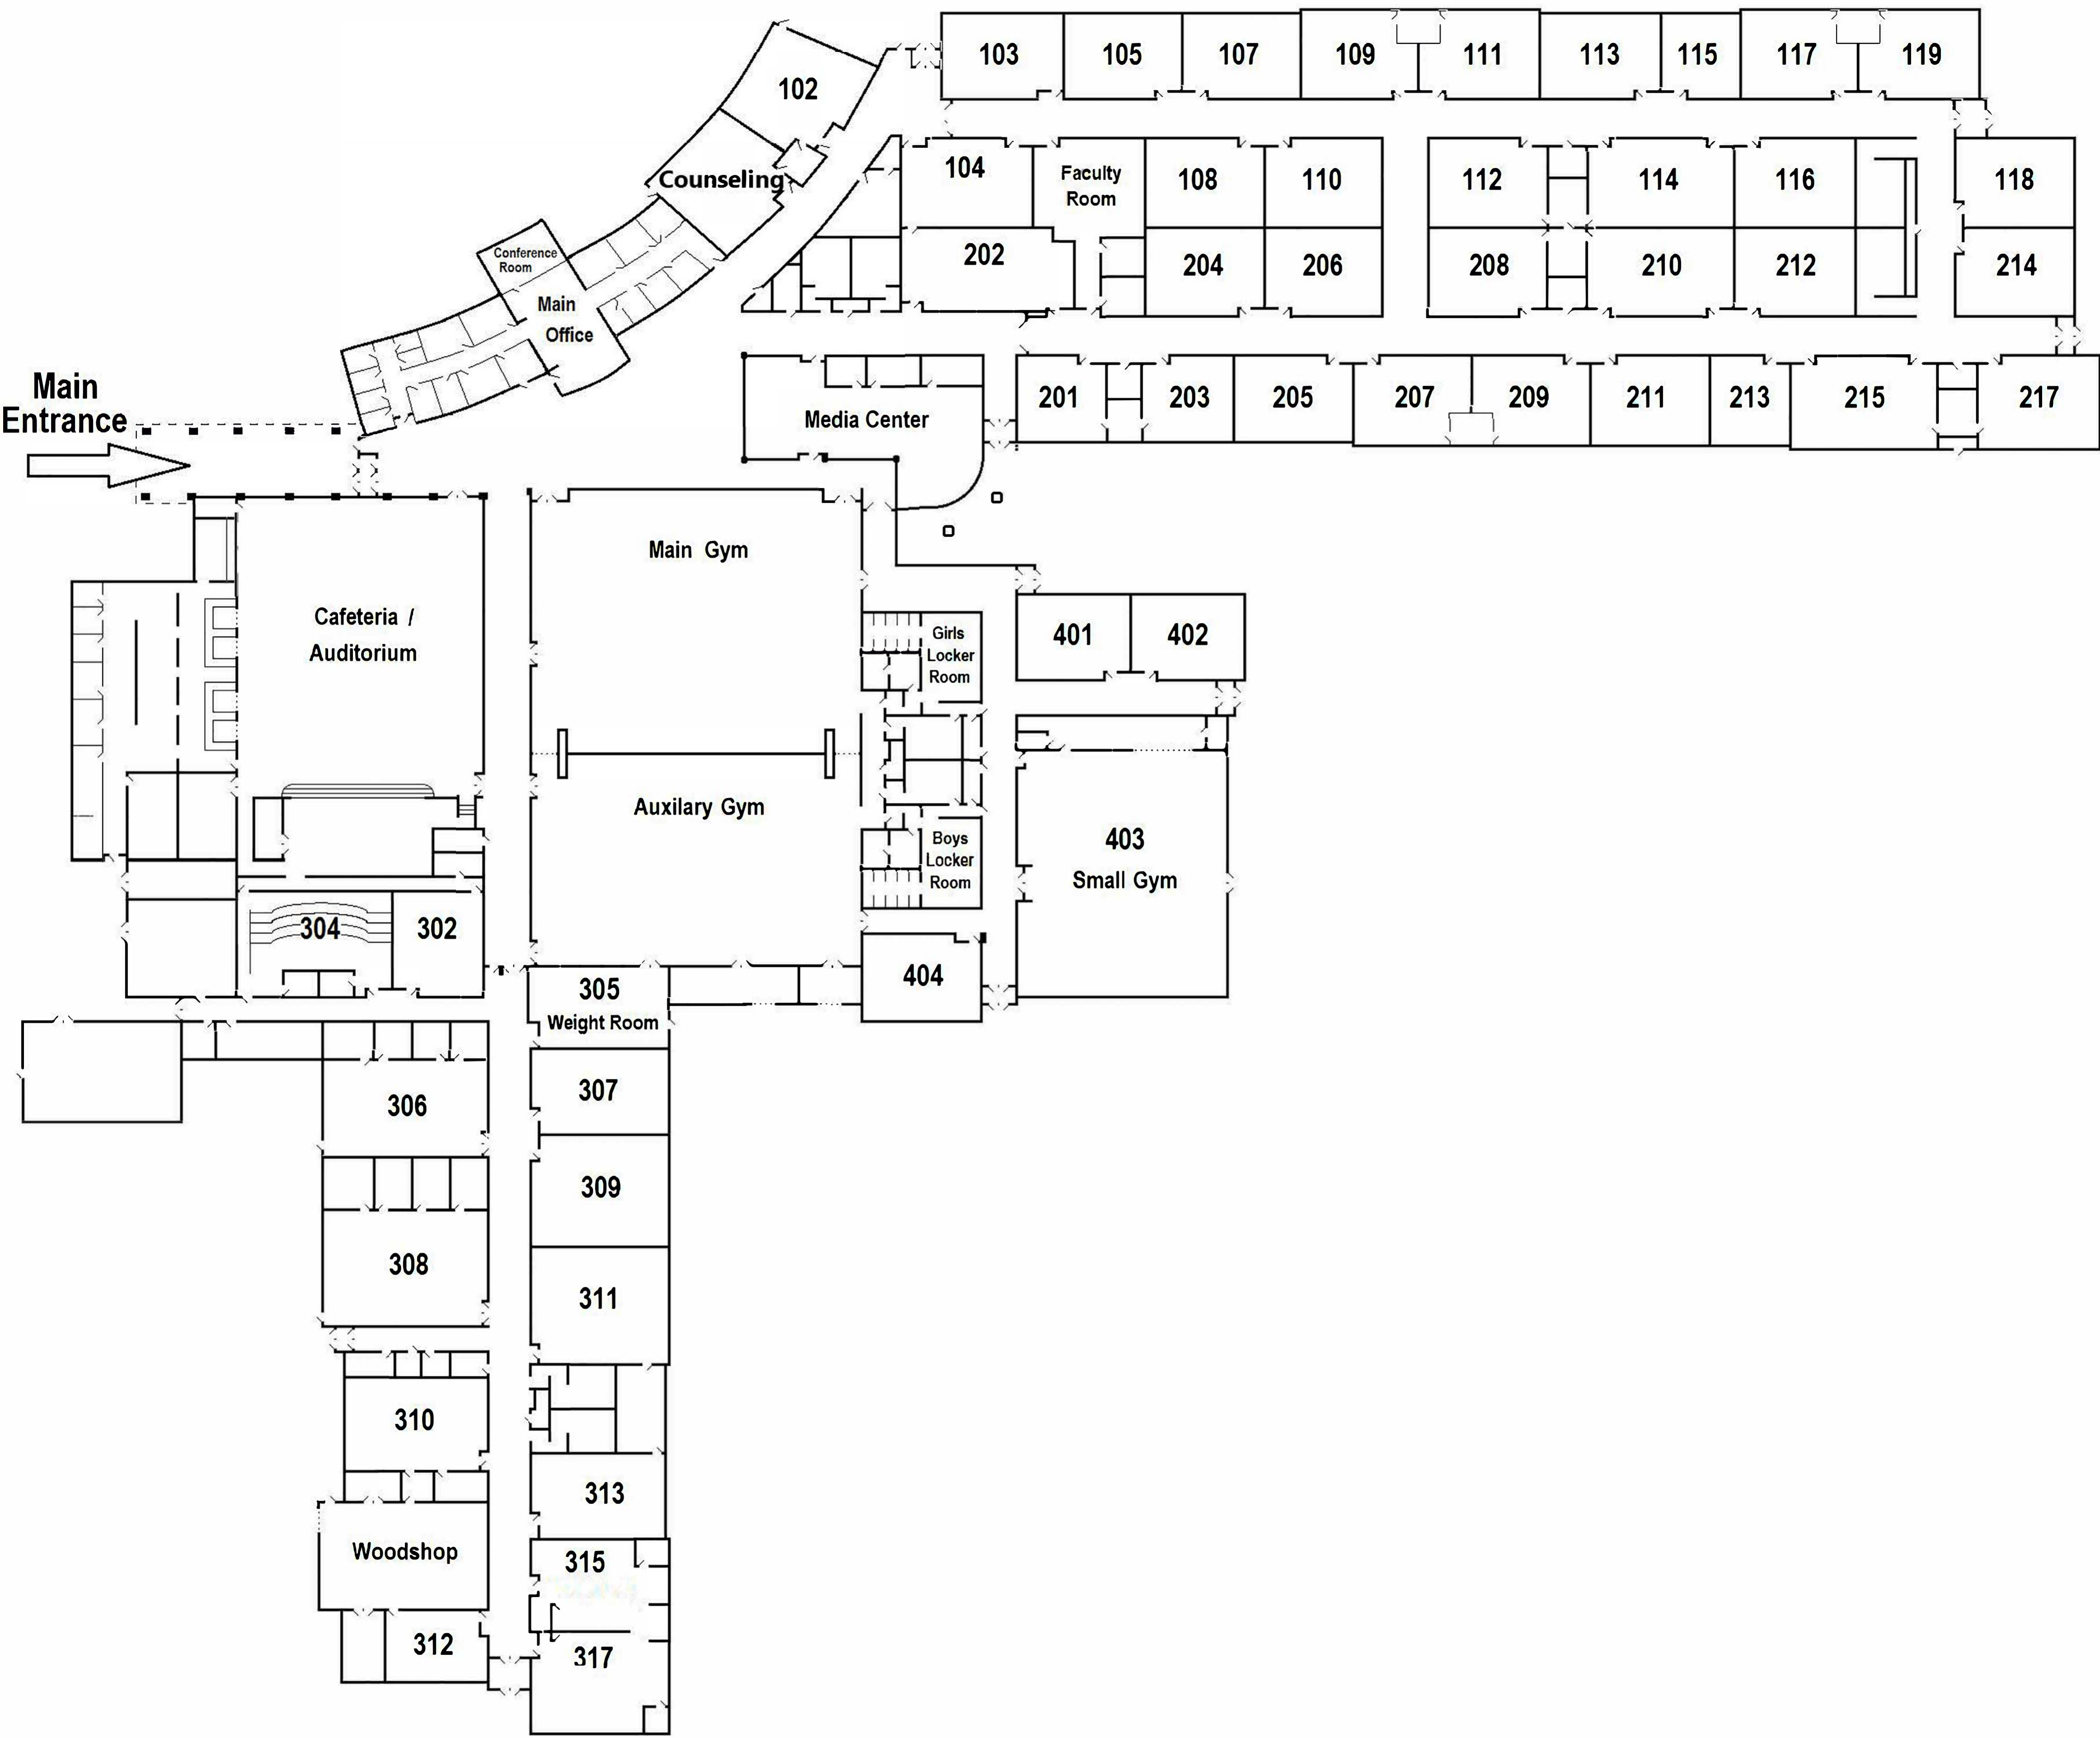 103
105
107
109
111
113
115
117
119
102
104
Faculty
Room
108
110
112
114
116
118
Counseling
202
204
206
208
210
212
214
Conference
Room
Main
Office
Main
Entrance
Media Center
201
203
205
207
209
211
213
215
217
Main Gym
Cafeteria /
Auditorium
Girls
Locker
Room
401
402
Auxilary Gym
Boys
Locker
Room
403
Small Gym
304
302
305
Weight Room
404
306
307
309
308
311
310
313
Woodshop
315
312
317